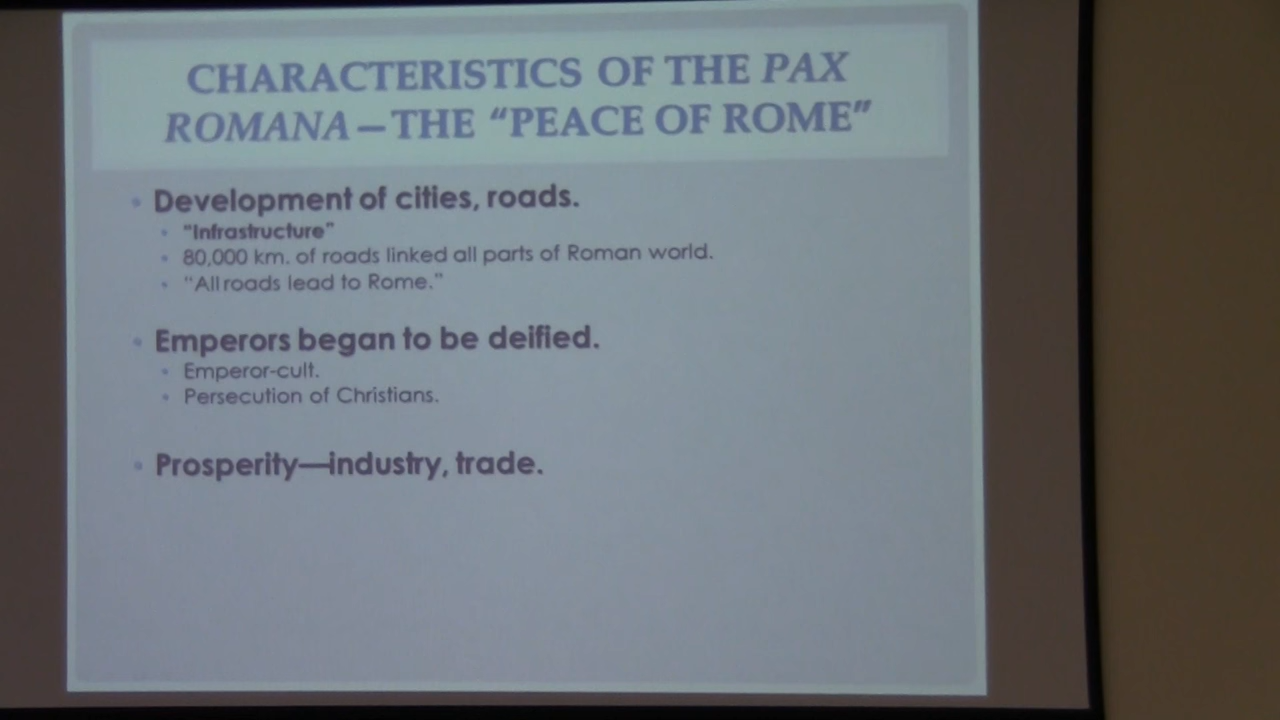 CHARACTERISTICS OF THE PAX
ROMANA—THE “PEACE OF ROME”
• Development of cities, roads.
• “Infrastructure”
• 80,000 km. of roads linked all parts of Roman world.
• “All roads lead to Rome.”
• Emperors began to be deified.
• Emperor-cult.
• Persecution of Christians.
• Prosperity—industry, trade.